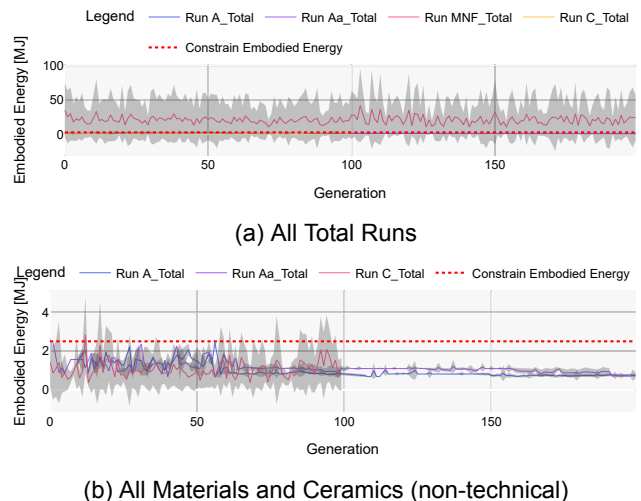 Legend Run A_Total Run Aa_Total Run MNF_Total Run C_Total
Constrain Embodied Energy
Embodied Energy [MJ]
100
50
0
0 50 100 150
Generation
(a) All Total Runs
Legend Run A_Total Run Aa_Total Run C_Total Constrain Embodied Energy
Embodied Energy [MJ]
4
2
0
0 50 100 150
Generation
(b) All Materials and Ceramics (non-technical)